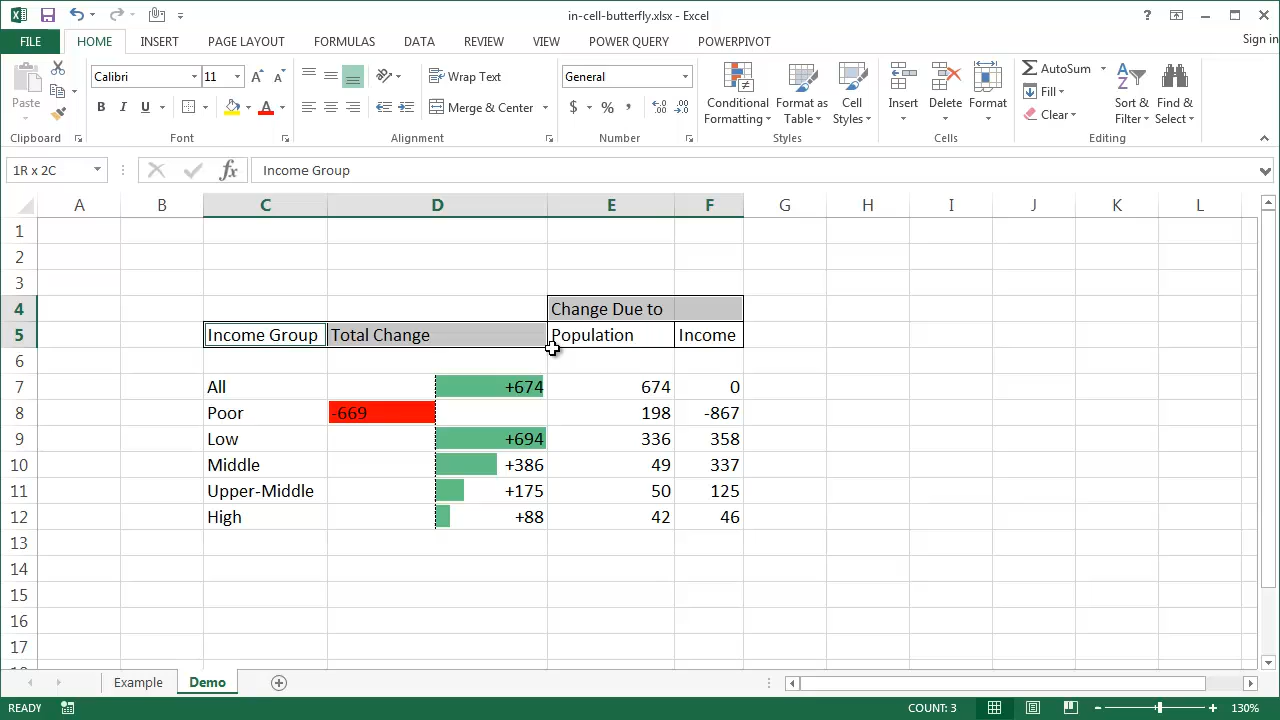 in-cell-butterfly.xlsx - Excel
?
FILE HOME INSERT PAGE LAYOUT FORMULAS DATA REVIEW VIEW POWER QUERY POWERPIVOT Sign in
Paste
Calibri 11 A A
B I U A
Wrap Text
Merge & Center
General
$ % ,
Conditional Formatting
Format as Table
Cell Styles
Insert Delete Format
AutoSum
Fill
Clear
Sort & Filter
Find & Select
Clipboard Font Alignment Number Styles Cells Editing
1R x 2C fx Income Group
A B C D E F G H I J K L
1
2
3
4 Change Due to
5 Income Group Total Change Population Income
6
7 All +674 674 0
8 Poor -669 198 -867
9 Low +694 336 358
10 Middle +386 49 337
11 Upper-Middle +175 50 125
12 High +88 42 46
13
14
15
16
17
Example Demo
READY COUNT: 3 130%